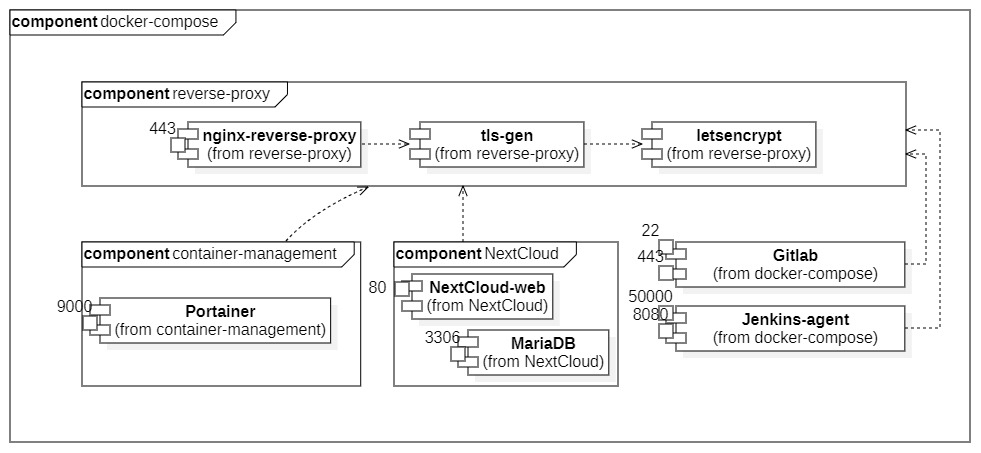 component docker-compose
component reverse-proxy
443
nginx-reverse-proxy
(from reverse-proxy)
tls-gen
(from reverse-proxy)
letsencrypt
(from reverse-proxy)
component container-management
9000
Portainer
(from container-management)
component NextCloud
80
NextCloud-web
(from NextCloud)
3306
MariaDB
(from NextCloud)
22
443
Gitlab
(from docker-compose)
50000
8080
Jenkins-agent
(from docker-compose)